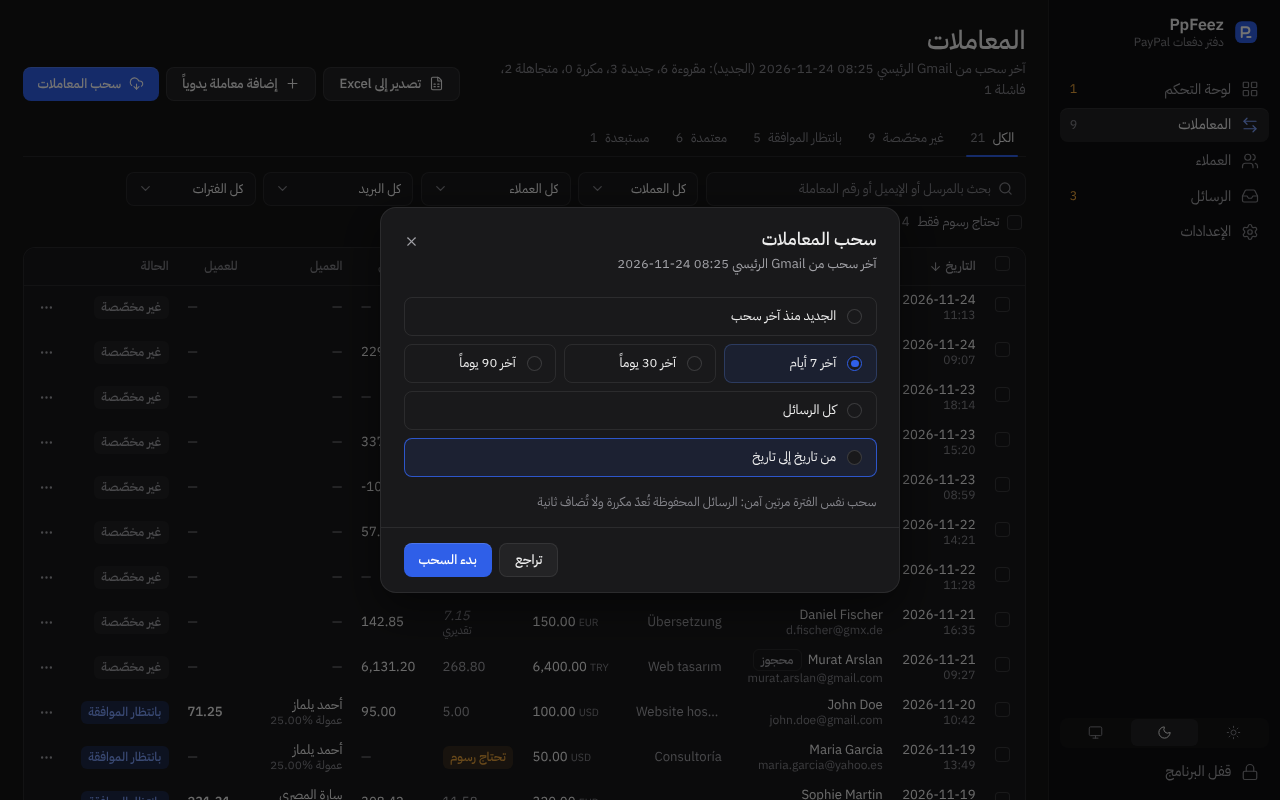 PpFeez
دفتر دفعات PayPal
لوحة التحكم 1
المعاملات 9
العملاء
الرسائل 3
الإعدادات
قفل البرنامج
المعاملات
آخر سحب من Gmail الرئيسي 08:25 24-11-2026 (الجديد): مقروءة 6، جديدة 3، مكررة 0، متجاهلة 2،
فاشلة 1
تصدير إلى Excel
إضافة معاملة يدوياً
سحب المعاملات
الكل 21 غير مخصّصة 9 بانتظار الموافقة 5 معتمدة 6 مستبعدة 1
بحث بالمرسل أو الإيميل أو رقم المعاملة
كل العملات
كل العملاء
كل البريد
كل الفترات
تحتاج رسوم فقط 4
سحب المعاملات
آخر سحب من Gmail الرئيسي 08:25 24-11-2026
الجديد منذ آخر سحب
آخر 7 أيام
آخر 30 يوماً
آخر 90 يوماً
كل الرسائل
من تاريخ إلى تاريخ
سحب نفس الفترة مرتين آمن: الرسائل المحفوظة تُعدّ مكررة ولا تُضاف ثانية
تراجع
بدء السحب
التاريخ العميل للعميل الحالة
2026-11-24 — — غير مخصّصة
11:13
2026-11-24 — — غير مخصّصة
09:07
2026-11-23 — — غير مخصّصة
18:14
2026-11-23 — — غير مخصّصة
15:20
2026-11-23 — — غير مخصّصة
08:59
2026-11-22 — — غير مخصّصة
14:21
2026-11-22 — — غير مخصّصة
11:28
2026-11-21 Daniel Fischer Übersetzung 150.00 EUR 7.15 142.85 — — غير مخصّصة
16:35 d.fischer@gmx.de تقديري
2026-11-21 Murat Arslan محجوز Web tasarım 6,400.00 TRY 268.80 6,131.20 — — غير مخصّصة
09:27 murat.arslan@gmail.com
2026-11-20 John Doe Website hos... 100.00 USD 5.00 95.00 أحمد يلماز 71.25 بانتظار الموافقة
10:42 john.doe@gmail.com عمولة 25.00%
2026-11-19 Maria Garcia Consultoría 50.00 USD تحتاج رسوم — أحمد يلماز — بانتظار الموافقة
13:49 maria.garcia@yahoo.es عمولة 25.00%
2026-11-19 Sophie Martin سارة المصري